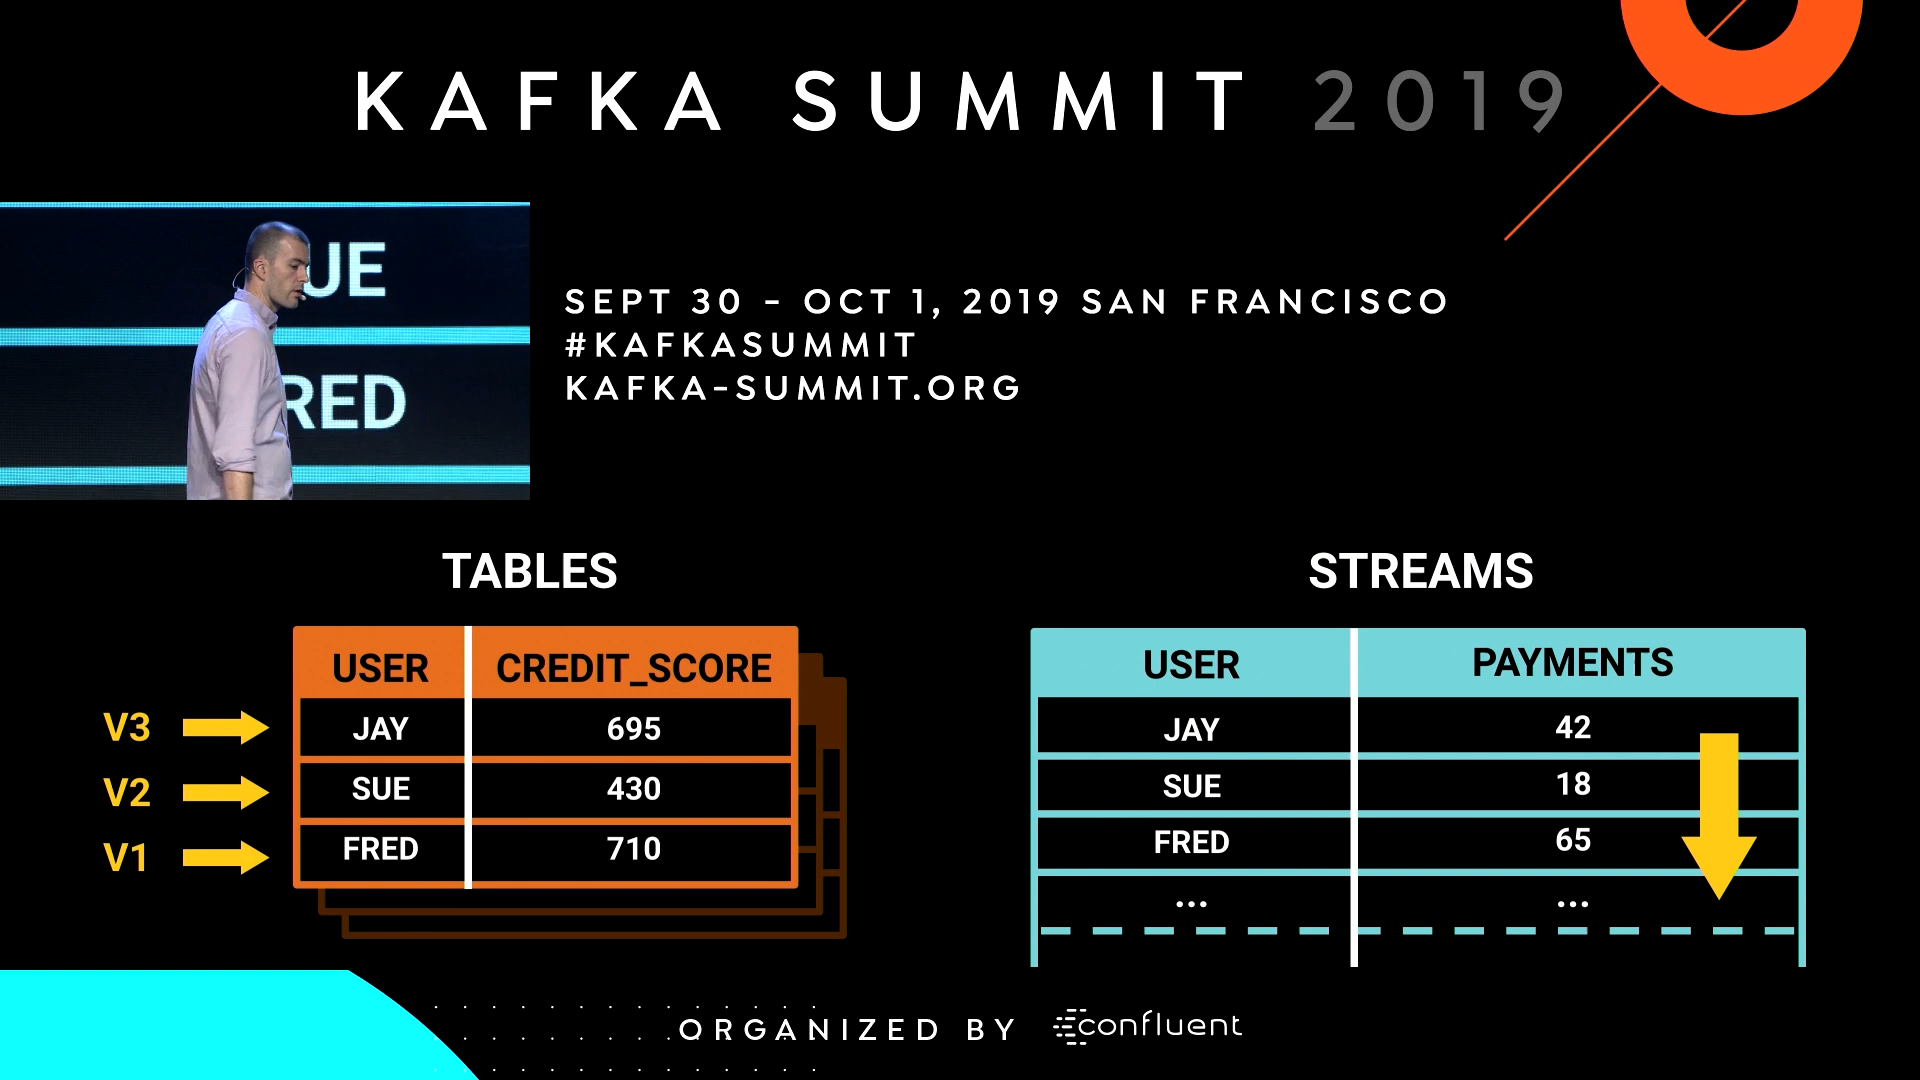 KAFKA SUMMIT 2019
UE
RED
SEPT 30 - OCT 1, 2019 SAN FRANCISCO
#KAFKASUMMIT
KAFKA-SUMMIT.ORG
TABLES
USER CREDIT_SCORE
V3 JAY 695
V2 SUE 430
V1 FRED 710
STREAMS
USER PAYMENTS
JAY 42
SUE 18
FRED 65
... ...
ORGANIZED BY confluent